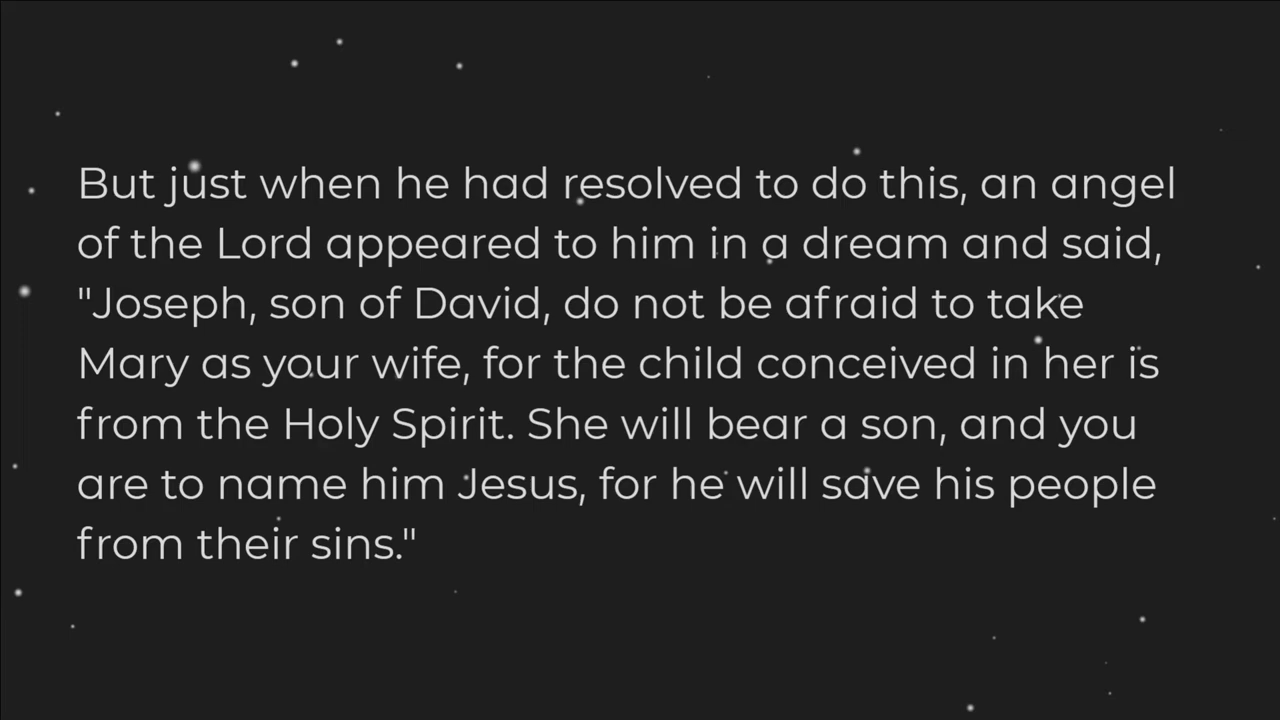 But just when he had resolved to do this, an angel
of the Lord appeared to him in a dream and said,
"Joseph, son of David, do not be afraid to take
Mary as your wife, for the child conceived in her is
from the Holy Spirit. She will bear a son, and you
are to name him Jesus, for he will save his people
from their sins."